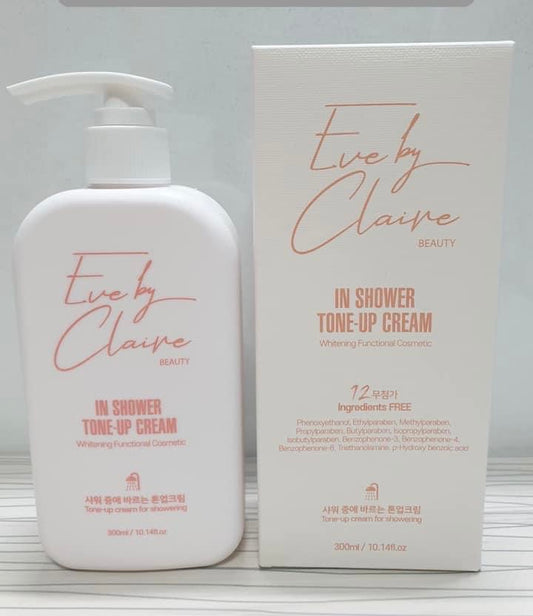 Eve by
Claire
BEAUTY
IN SHOWER
TONE-UP CREAM
Whitening Functional Cosmetic
샤워 중에 바르는 톤업크림
Tone-up cream for showering
300ml / 10.14fl.oz
Eve by
Claire
BEAUTY
IN SHOWER
TONE-UP CREAM
Whitening Functional Cosmetic
12무첨가
Ingredients FREE
Phenoxyethanol, Ethylparaben, Methylparaben,
Propylparaben, Butylparaben, Isopropylparaben,
Isobutylparaben, Benzophenone-3, Benzophenone-4,
Benzophenone-8, Triethanolamine, p-Hydroxy benzoic acid
샤워 중에 바르는 톤업크림
Tone-up cream for showering
300ml / 10.14fl.oz